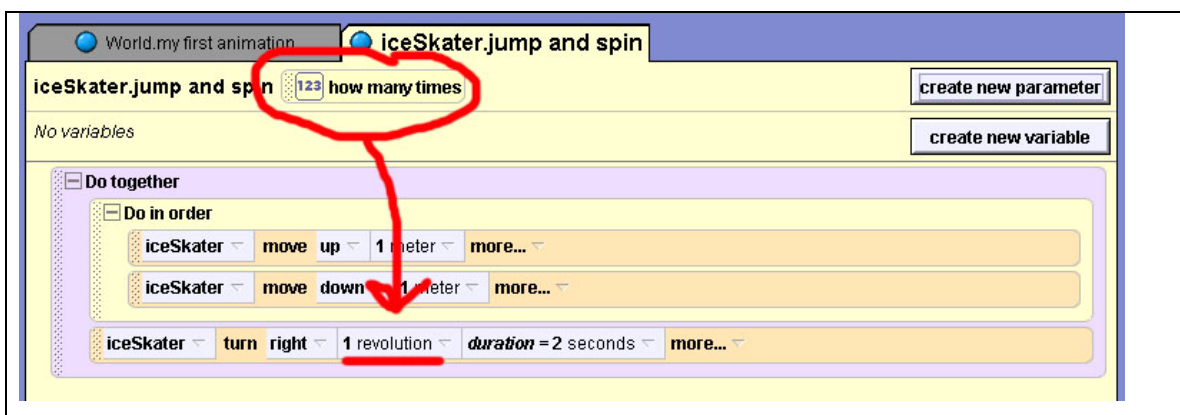 World.my first animation iceSkater.jump and spin
iceSkater.jump and spin 123 how many times create new parameter
No variables create new variable
Do together
Do in order
iceSkater move up 1 meter more...
iceSkater move down 1 meter more...
iceSkater turn right 1 revolution duration = 2 seconds more...